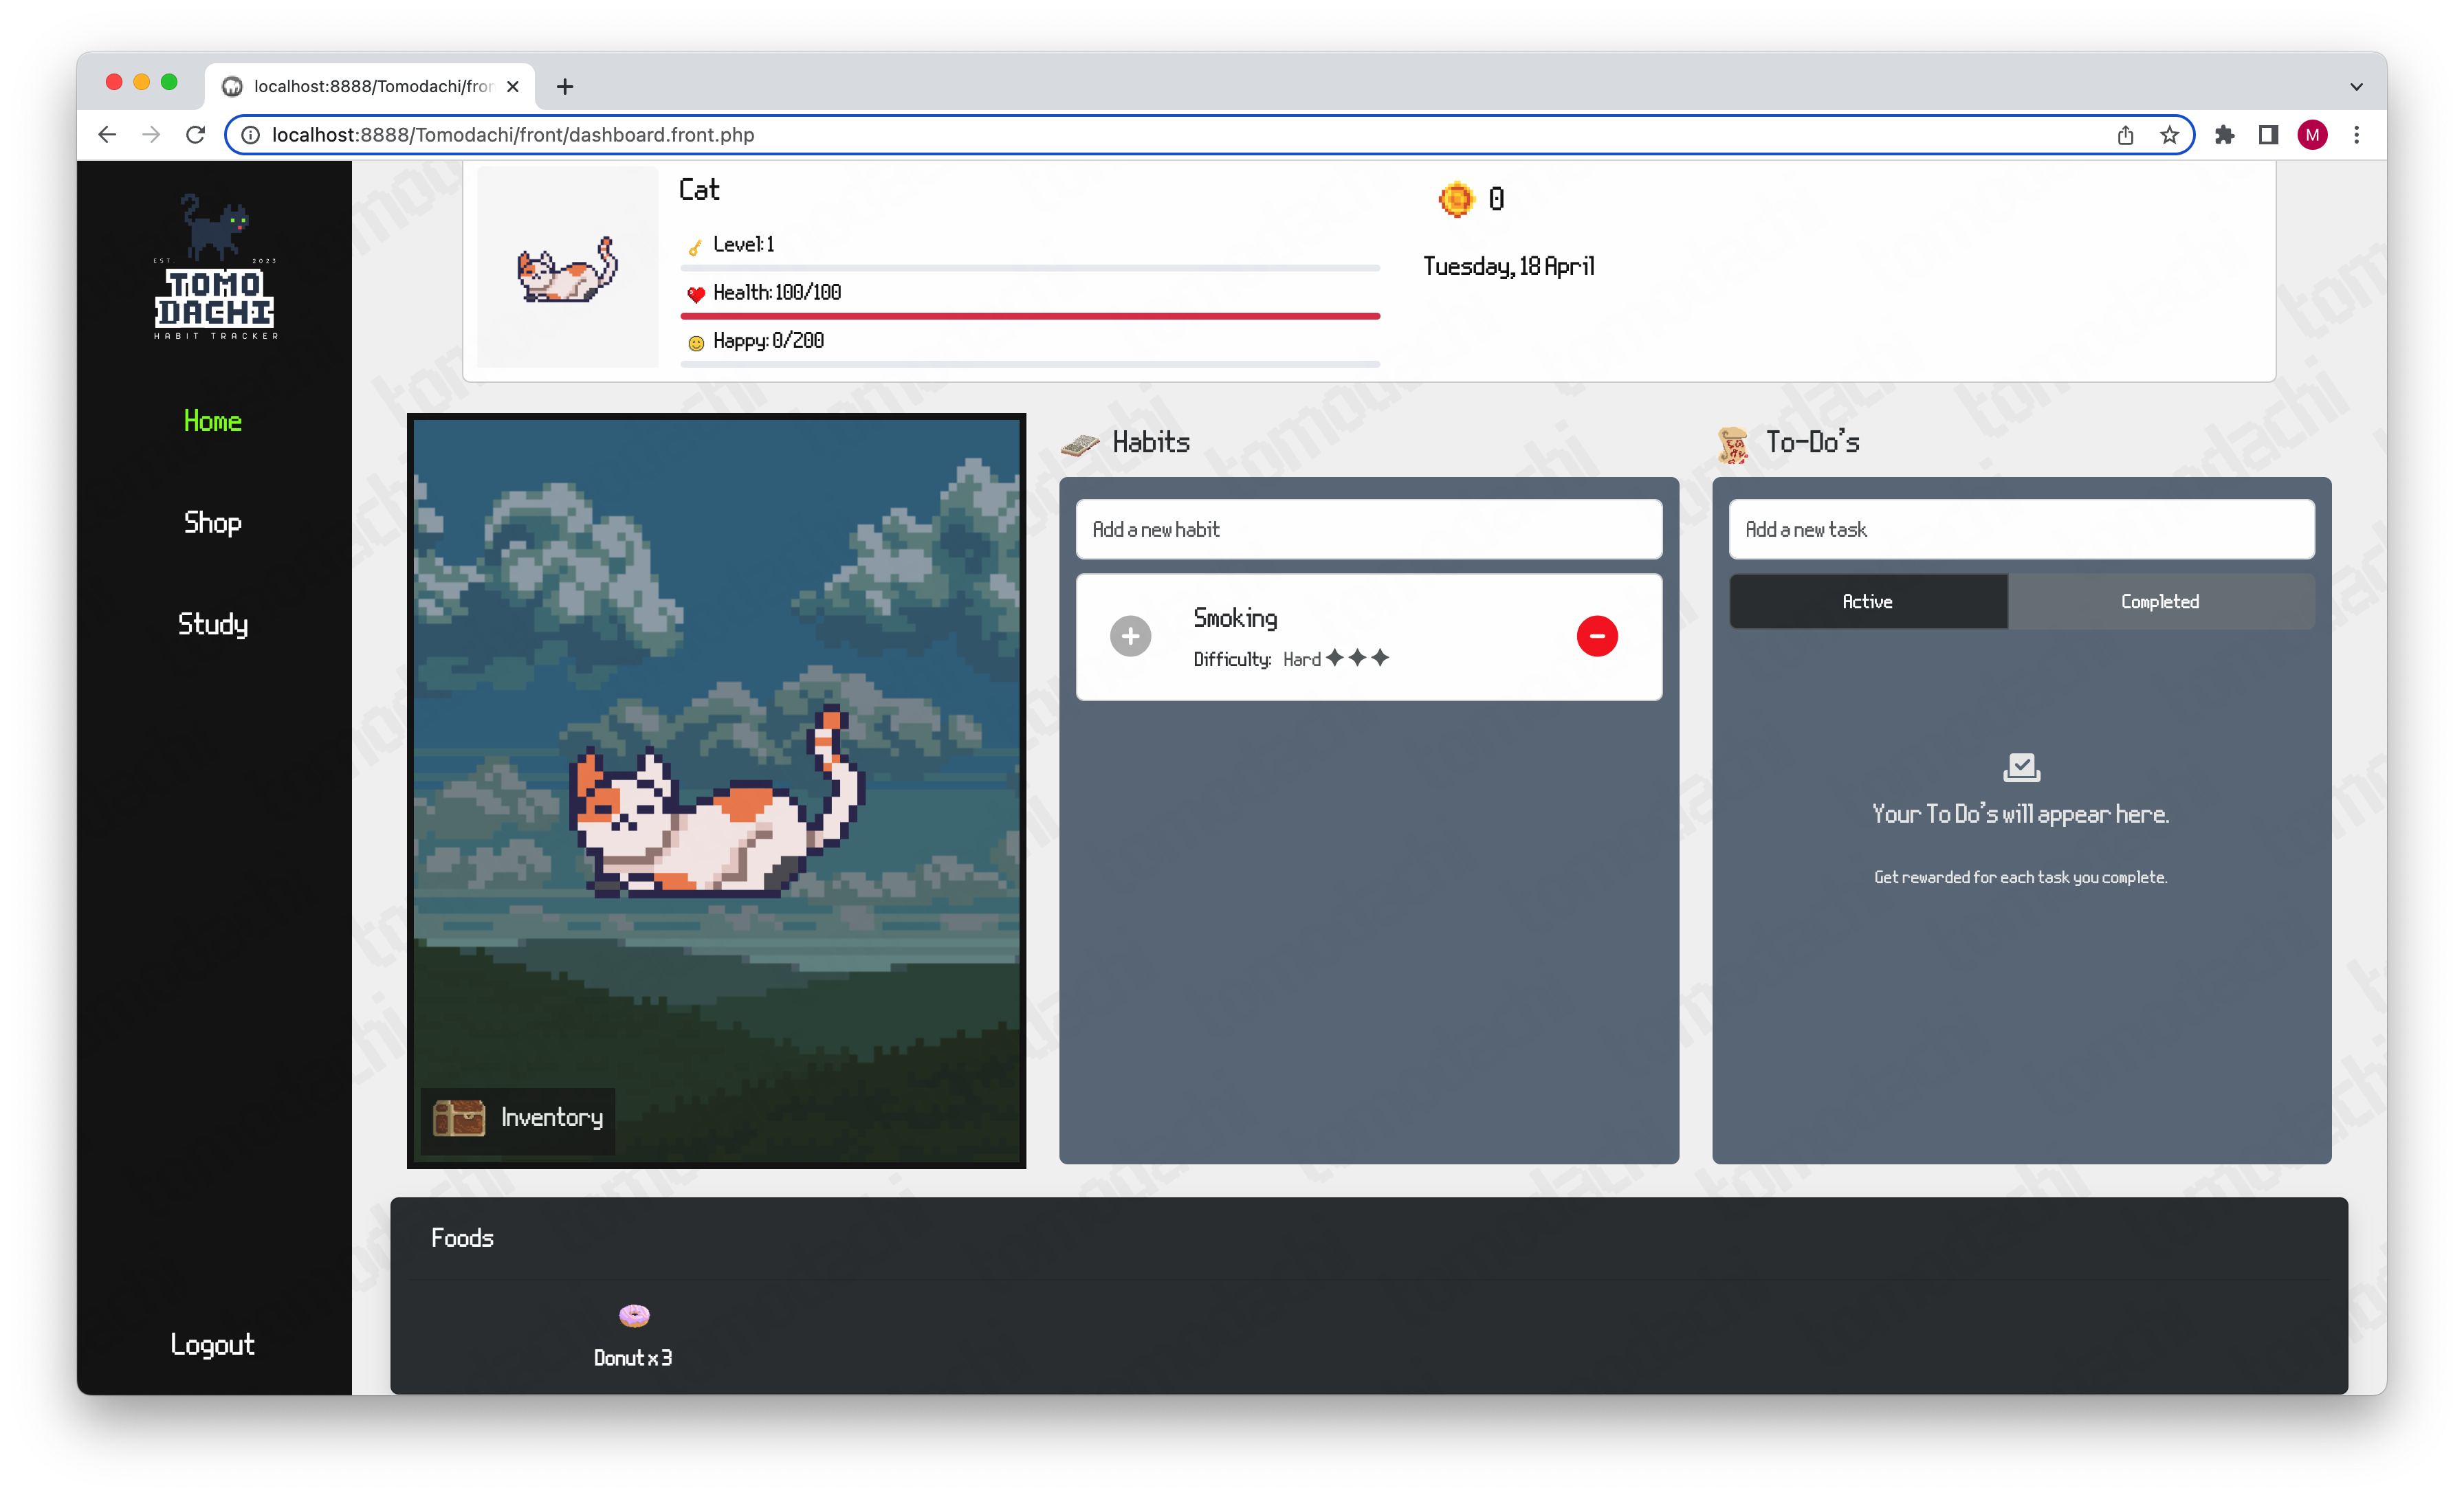 localhost:8888/Tomodachi/fron
localhost:8888/Tomodachi/front/dashboard.front.php
M
EST 2023
TOMO
DACHI
HABIT TRACKER
Home
Shop
Study
Logout
Cat
Level: 1
Health: 100/100
Happy: 0/200
0
Tuesday, 18 April
Inventory
Habits
Add a new habit
Smoking
Difficulty: Hard
To-Do's
Add a new task
Active
Completed
Your To Do's will appear here.
Get rewarded for each task you complete.
Foods
Donut x 3
tomodachi